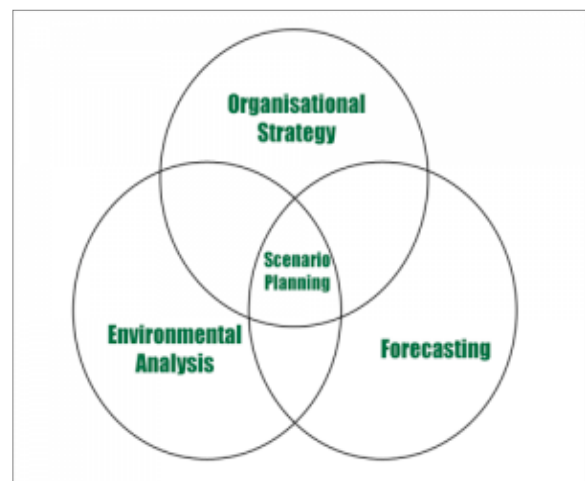 Organisational
Strategy
Scenario
Planning
Environmental
Analysis
Forecasting